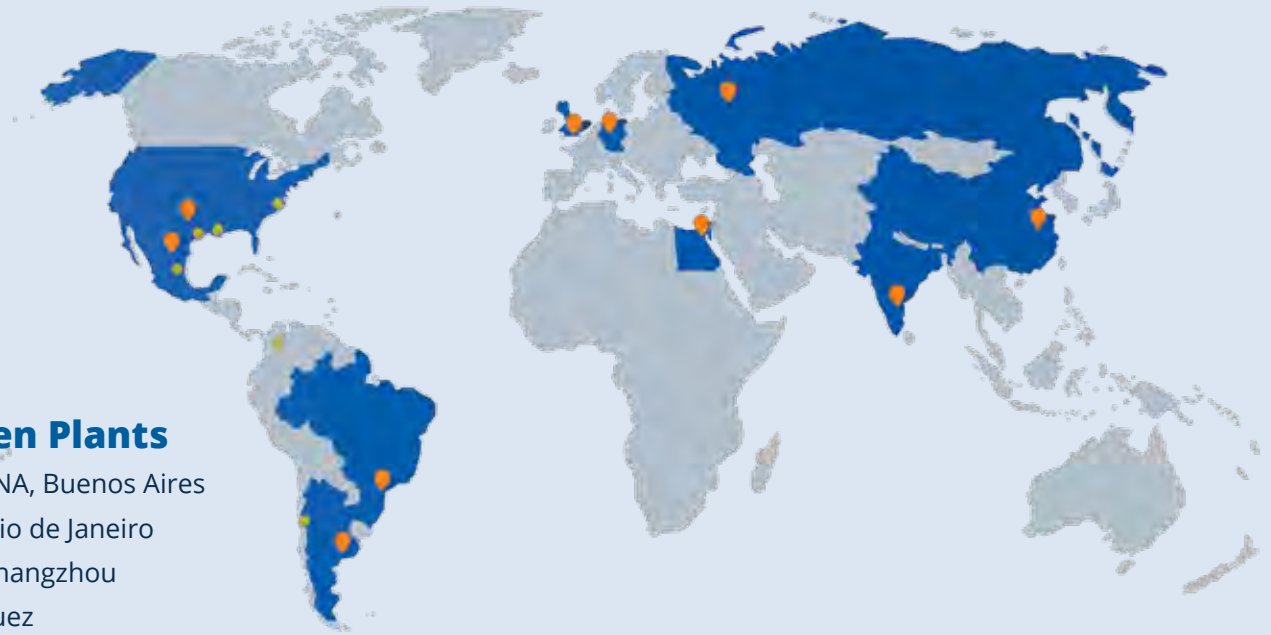 en Plants
NA, Buenos Aires
io de Janeiro
hangzhou
uez